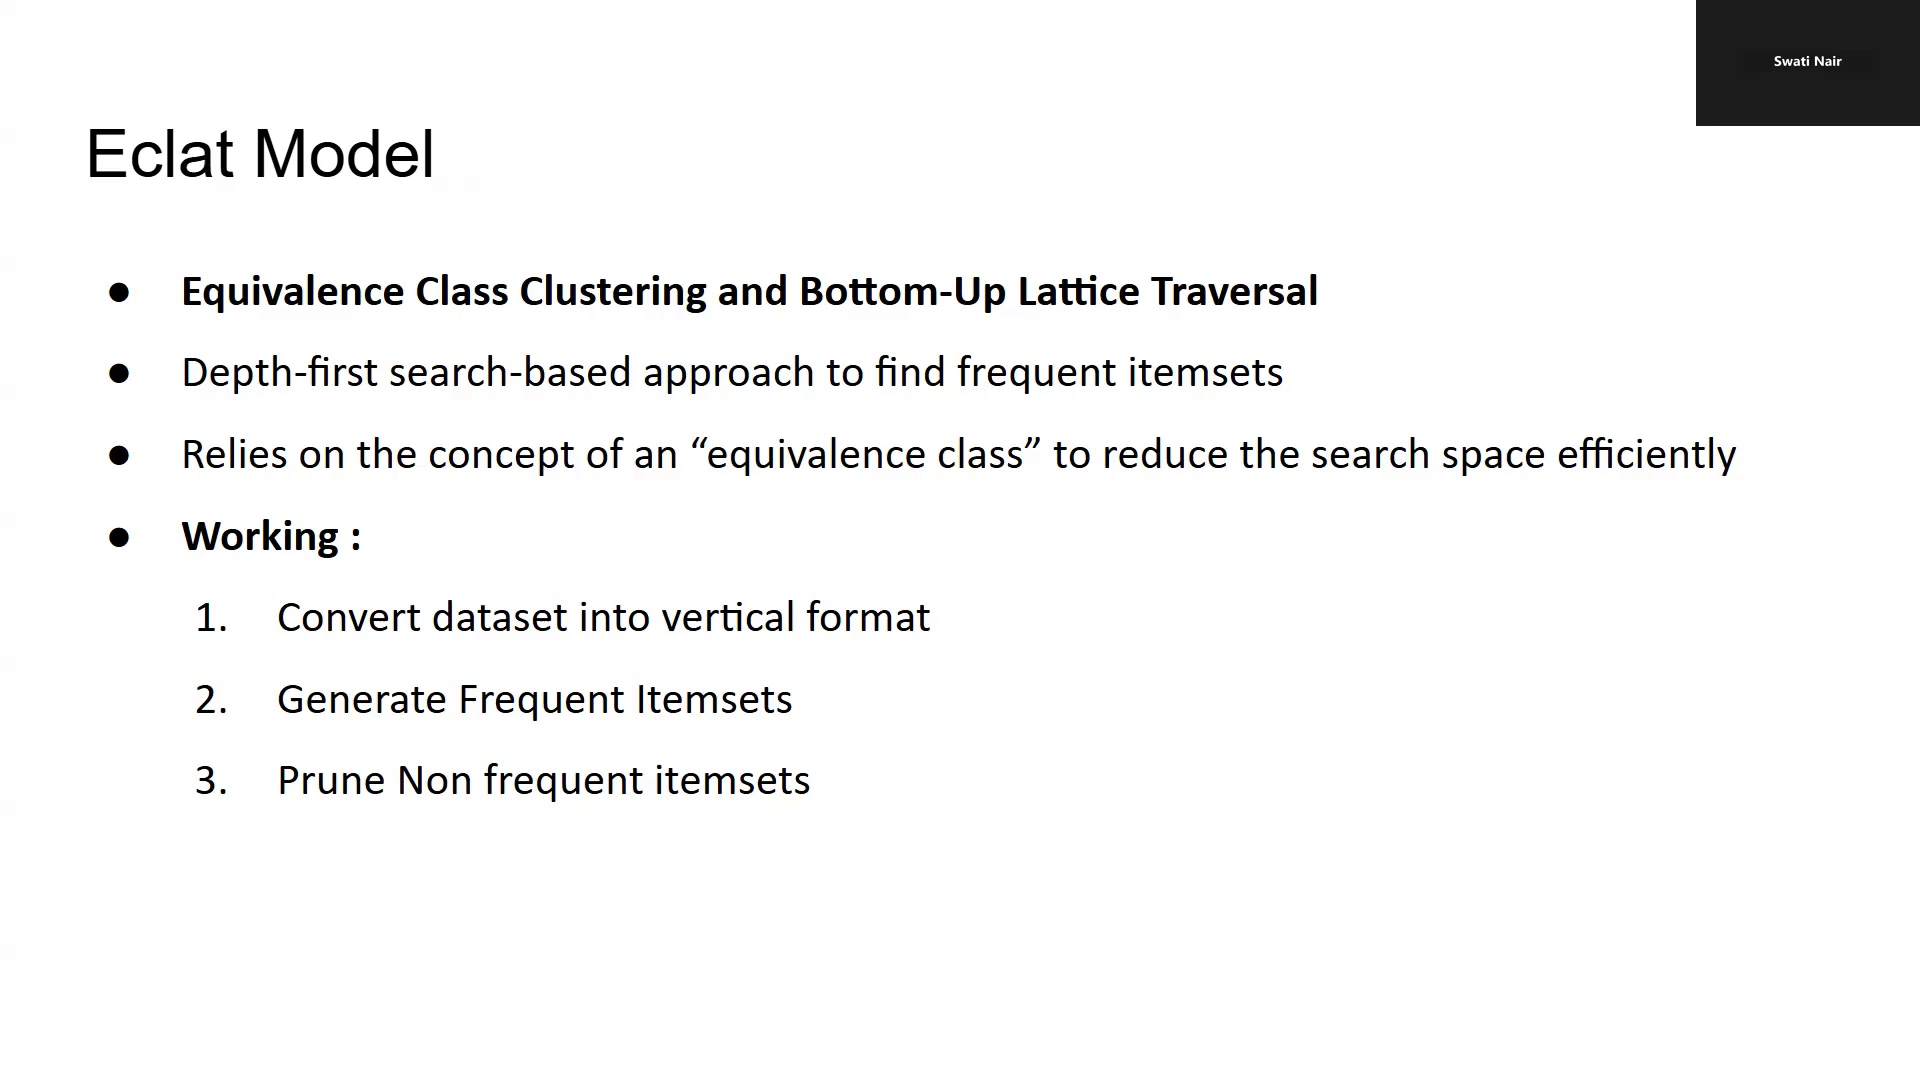 Swati Nair
Eclat Model
● Equivalence Class Clustering and Bottom-Up Lattice Traversal
● Depth-first search-based approach to find frequent itemsets
● Relies on the concept of an “equivalence class” to reduce the search space efficiently
● Working :
1. Convert dataset into vertical format
2. Generate Frequent Itemsets
3. Prune Non frequent itemsets